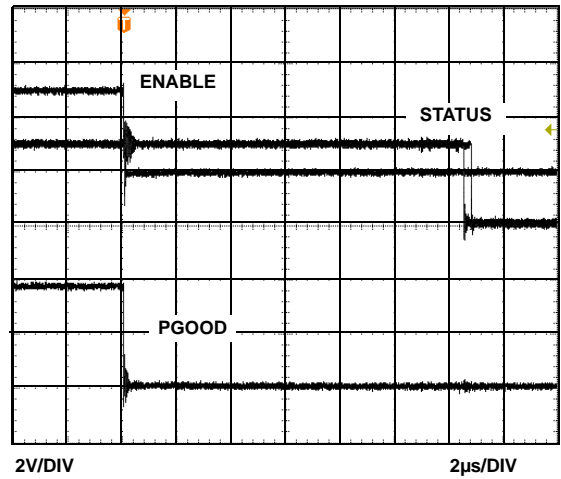 T
ENABLE
STATUS
PGOOD
2V/DIV
2µs/DIV